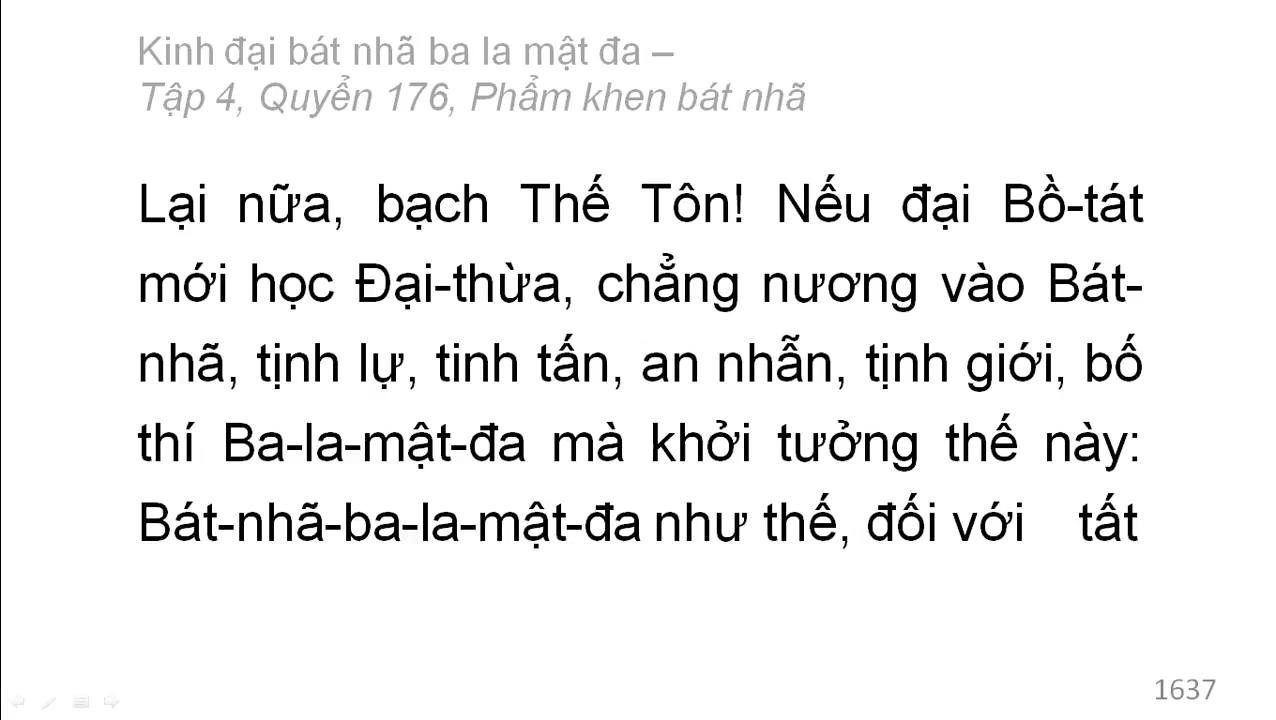 Kinh đại bát nhã ba la mật đa –
Tập 4, Quyển 176, Phẩm khen bát nhã
Lại nữa, bạch Thế Tôn! Nếu đại Bồ-tát
mới học Đại-thừa, chẳng nương vào Bát-
nhã, tịnh lự, tinh tấn, an nhẫn, tịnh giới, bố
thí Ba-la-mật-đa mà khởi tưởng thế này:
Bát-nhã-ba-la-mật-đa như thế, đối với tất
1637